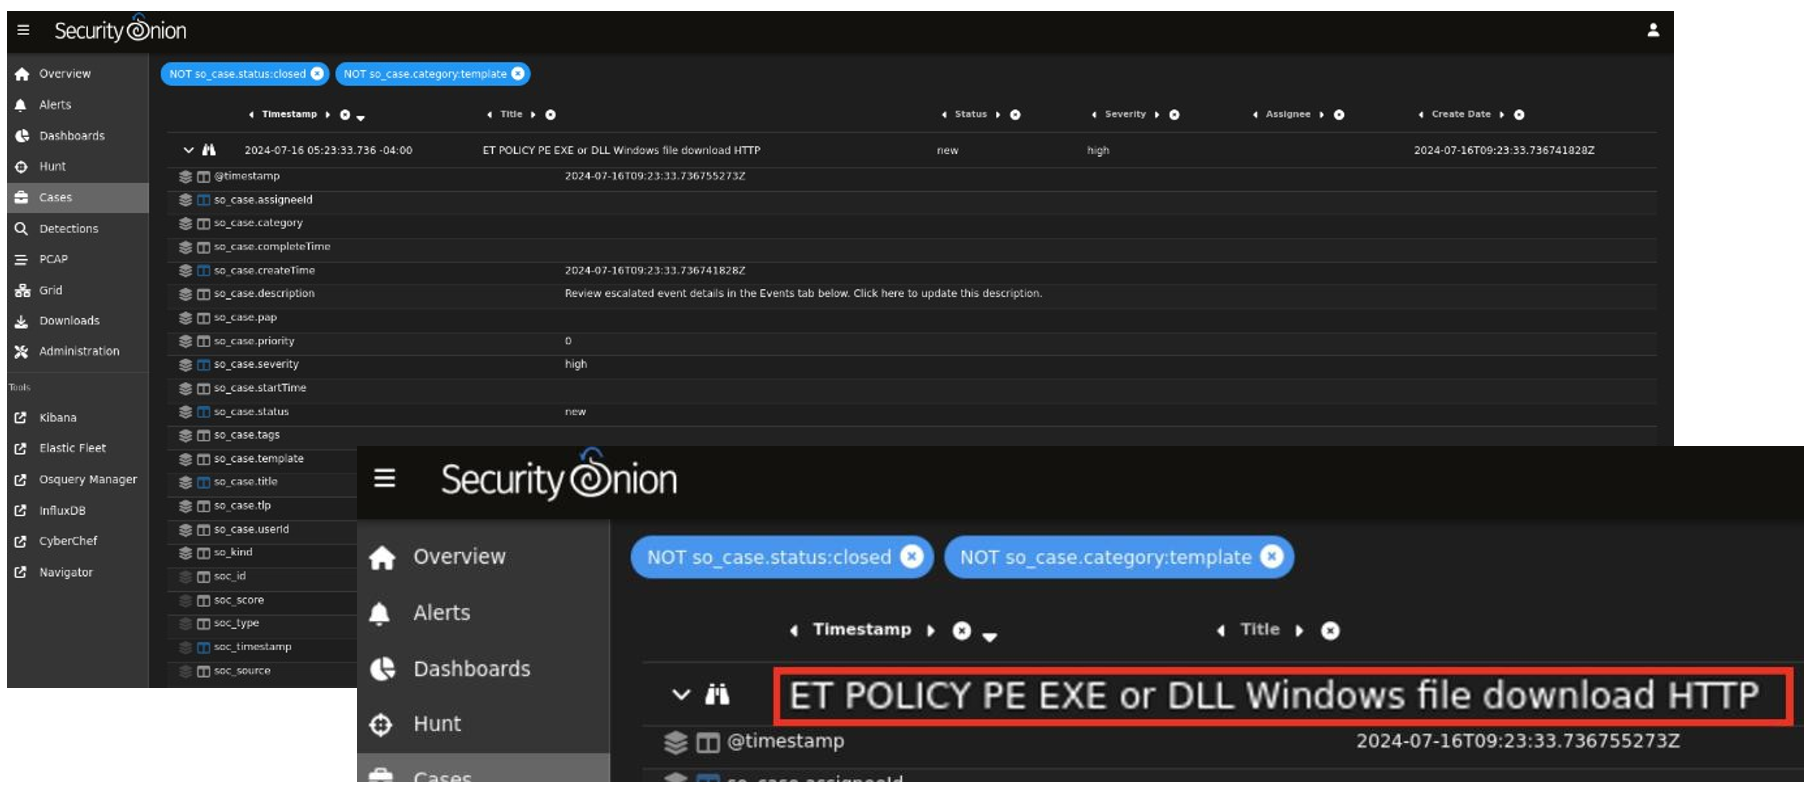 Security Onion
Overview
Alerts
Dashboards
Hunt
Cases
Detections
PCAP
Grid
Downloads
Administration
Tools
Kibana
Elastic Fleet
Osquery Manager
InfluxDB
CyberChef
Navigator
NOT so_case.status:closed NOT so_case.category:template
Timestamp Title Status Severity Assignee Create Date
2024-07-16 05:23:33.736 -04:00 ET POLICY PE EXE or DLL Windows file download HTTP new high 2024-07-16T09:23:33.736741828Z
@timestamp 2024-07-16T09:23:33.736755273Z
so_case.assigneeId
so_case.category
so_case.completeTime
so_case.createTime 2024-07-16T09:23:33.736741828Z
so_case.description Review escalated event details in the Events tab below. Click here to update this description.
so_case.pap
so_case.priority 0
so_case.severity high
so_case.startTime
so_case.status new
so_case.tags
so_case.template
so_case.title
so_case.tlp
so_case.userId
so_kind
soc_id
soc_score
soc_type
soc_timestamp
soc_source
Security Onion
Overview
Alerts
Dashboards
Hunt
Cases
NOT so_case.status:closed NOT so_case.category:template
Timestamp Title
ET POLICY PE EXE or DLL Windows file download HTTP
@timestamp 2024-07-16T09:23:33.736755273Z
so_case.assigneeId